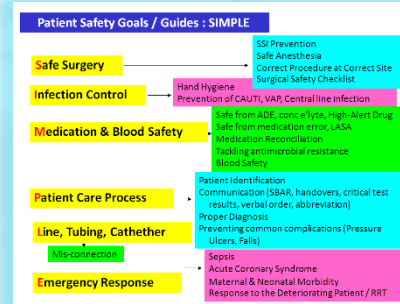 Patient Safety Goals / Guides : SIMPLE
Safe Surgery
SSI Prevention
Safe Anesthesia
Correct Procedure at Correct Site
Surgical Safety Checklist
Infection Control
Hand Hygiene
Prevention of CAUTI, VAP, Central line infection
Medication & Blood Safety
Safe from ADE, conc e'lyte, High-Alert Drug
Safe from medication error, LASA
Medication Reconciliation
Tackling antimicrobial resistance
Blood Safety
Patient Care Process
Patient Identification
Communication (SBAR, handovers, critical test
results, verbal order, abbreviation)
Proper Diagnosis
Preventing common complications (Pressure
Ulcers, Falls)
Line, Tubing, Cathether
Mis-connection
Emergency Response
Sepsis
Acute Coronary Syndrome
Maternal & Neonatal Morbidity
Response to the Deteriorating Patient / RRT